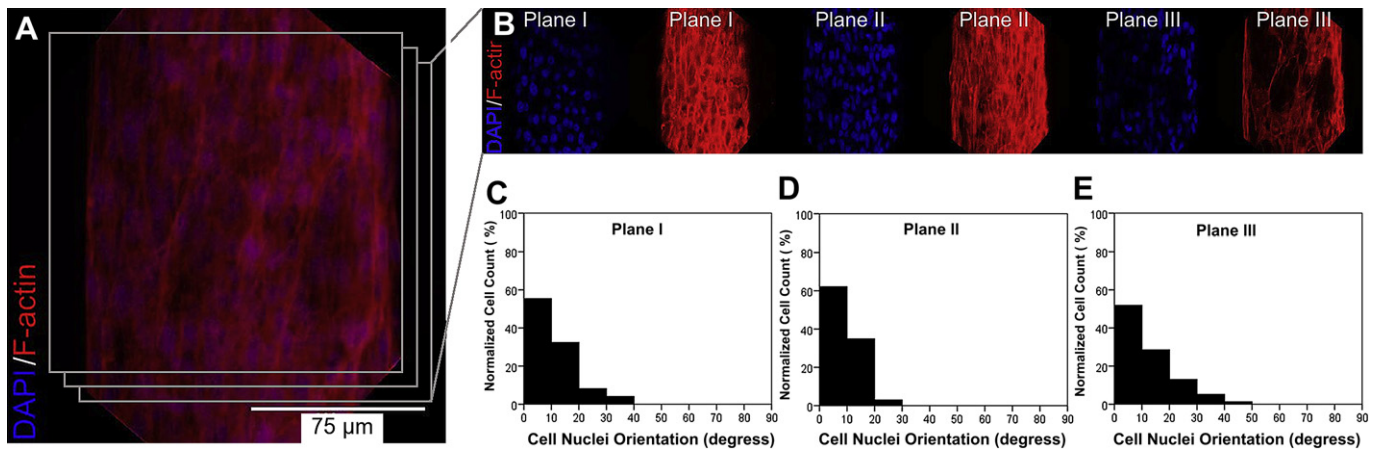 A
DAPI/F-actin
75 µm
B
DAPI/F-actir
Plane I
Plane I
Plane II
Plane II
Plane III
Plane III
C
Normalized Cell Count ( %)
100
80
60
40
20
0
Plane I
0 10 20 30 40 50 60 70 80 90
Cell Nuclei Orientation (degress)
D
Normalized Cell Count ( %)
100
80
60
40
20
0
Plane II
0 10 20 30 40 50 60 70 80 90
Cell Nuclei Orientation (degress)
E
Normalized Cell Count ( %)
100
80
60
40
20
0
Plane III
0 10 20 30 40 50 60 70 80 90
Cell Nuclei Orientation (degress)